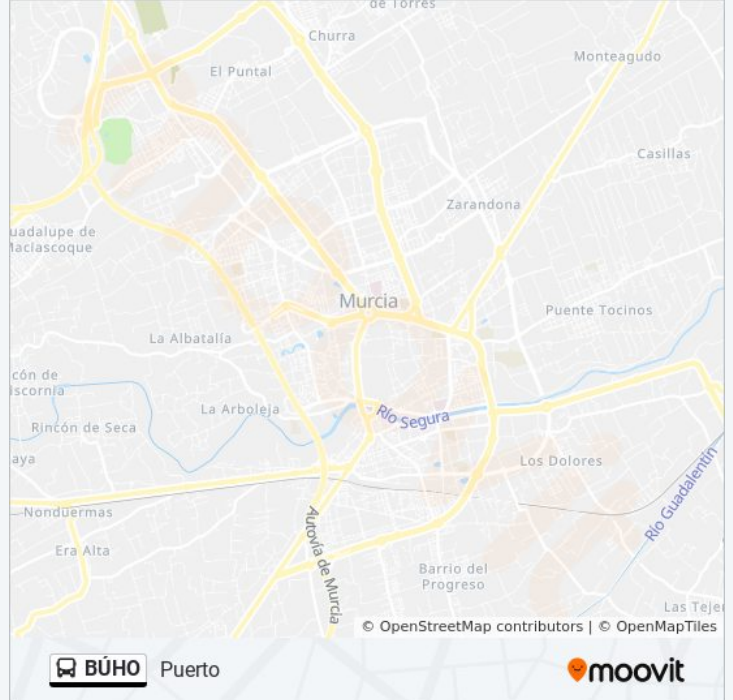 de Torres
Churra
El Puntal
Monteagudo
Casillas
Zarandona
uadalupe de
Maciascoque
Murcia
Puente Tocinos
La Albatalía
cón de
iscornia
La Arboleja
Río Segura
Rincón de Seca
aya
Los Dolores
Río Guadalentín
Nonduermas
Autovía de Murcia
Era Alta
Barrio del
Progreso
Las Tejer
© OpenStreetMap contributors | © OpenMapTiles
BÚHO Puerto
moovit